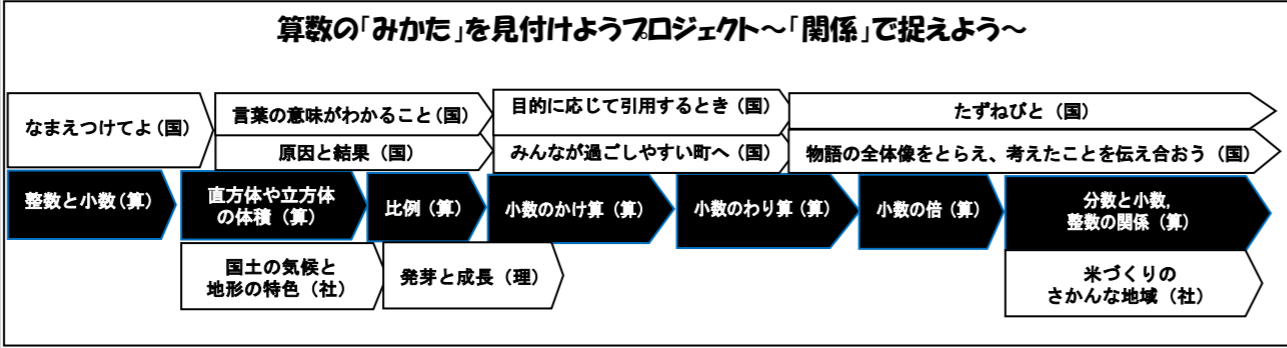 算数の「みかた」を見付けようプロジェクト～「関係」で捉えよう～
なまえつけてよ（国）
言葉の意味がわかること（国）
原因と結果（国）
目的に応じて引用するとき（国）
みんなが過ごしやすい町へ（国）
たずねびと（国）
物語の全体像をとらえ、考えたことを伝え合おう（国）
整数と小数（算）
直方体や立方体
の体積（算）
比例（算）
小数のかけ算（算）
小数のわり算（算）
小数の倍（算）
分数と小数，
整数の関係（算）
国土の気候と
地形の特色（社）
発芽と成長（理）
米づくりの
さかんな地域（社）